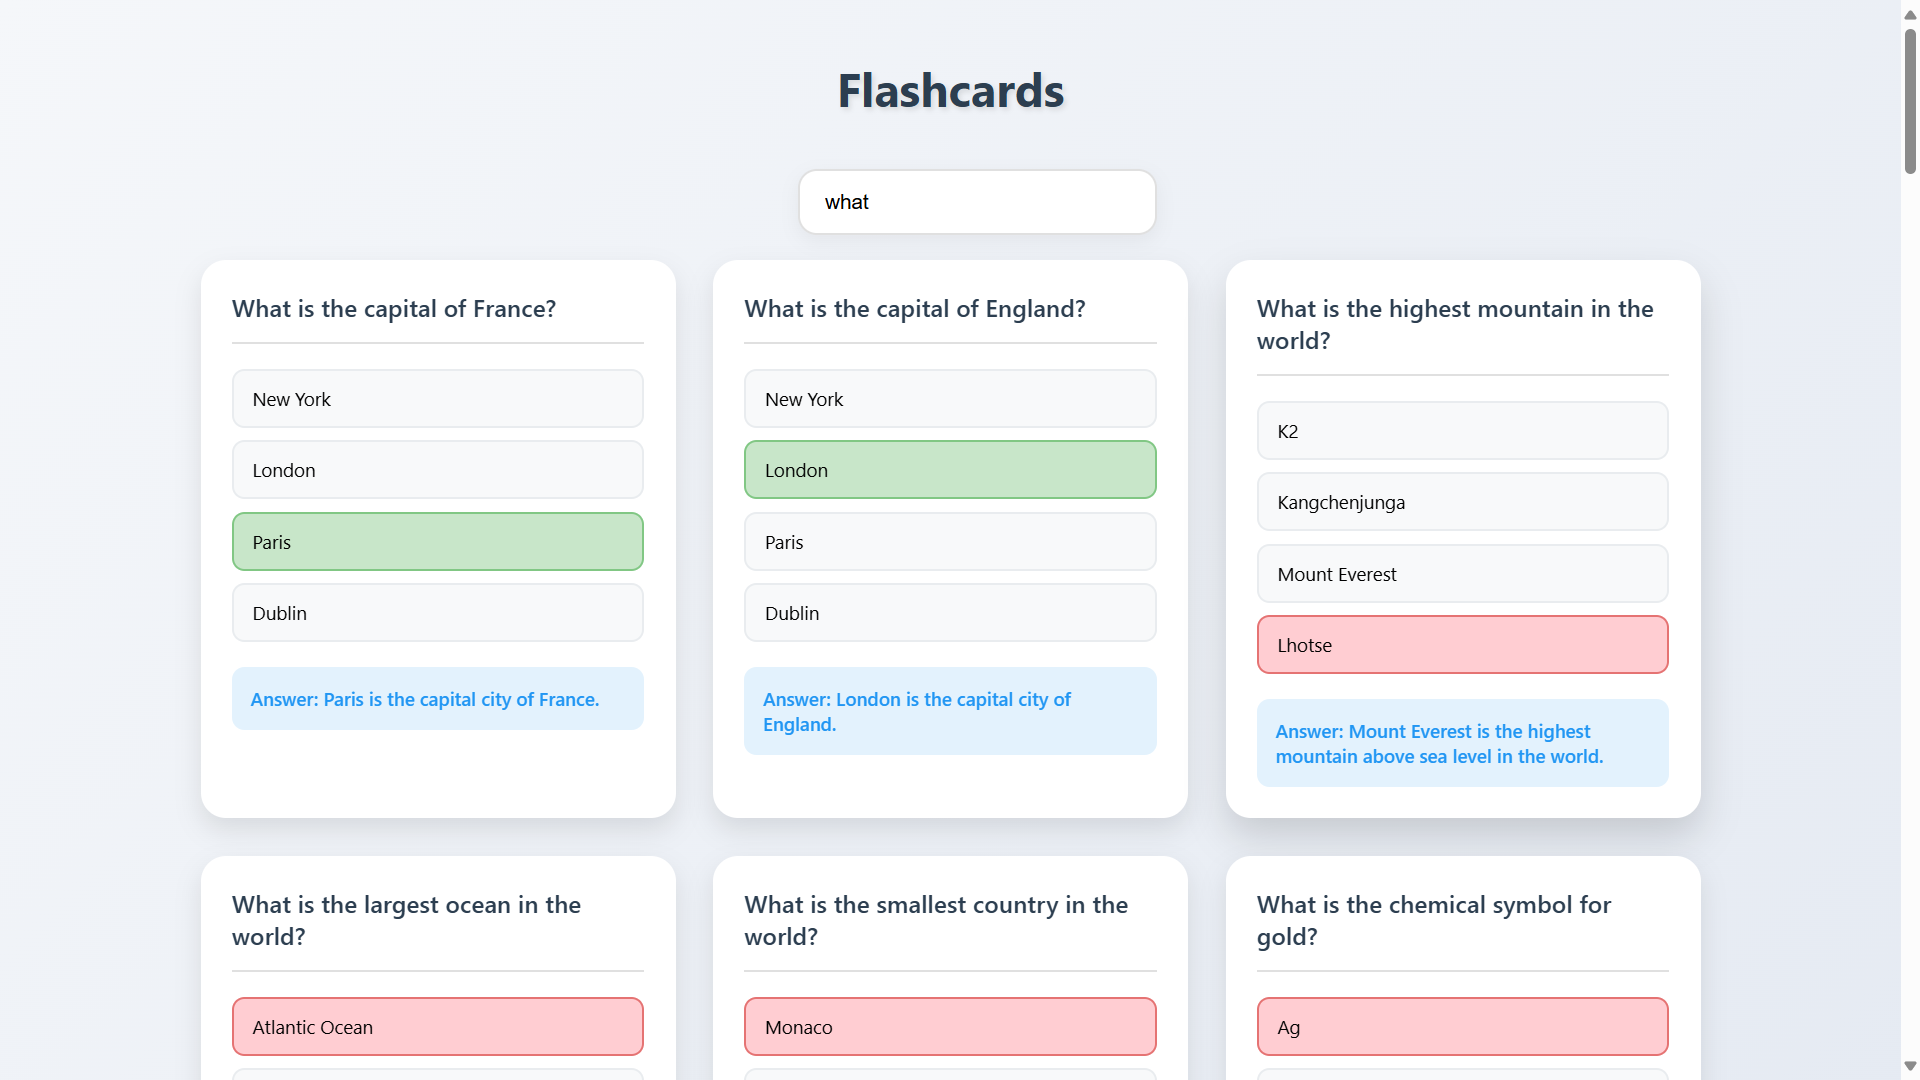 Flashcards
what
What is the capital of France?
New York
London
Paris
Dublin
Answer: Paris is the capital city of France.
What is the capital of England?
New York
London
Paris
Dublin
Answer: London is the capital city of
England.
What is the highest mountain in the
world?
K2
Kangchenjunga
Mount Everest
Lhotse
Answer: Mount Everest is the highest
mountain above sea level in the world.
What is the largest ocean in the
world?
Atlantic Ocean
What is the smallest country in the
world?
Monaco
What is the chemical symbol for
gold?
Ag